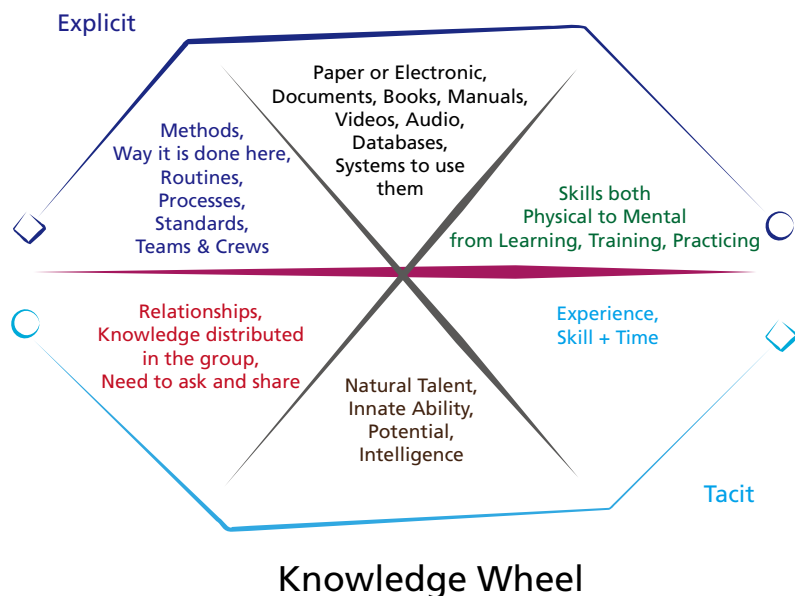 Explicit
Paper or Electronic,
Documents, Books, Manuals,
Videos, Audio,
Databases,
Systems to use
them
Methods,
Way it is done here,
Routines,
Processes,
Standards,
Teams & Crews
Skills both
Physical to Mental
from Learning, Training, Practicing
Relationships,
Knowledge distributed
in the group,
Need to ask and share
Experience,
Skill + Time
Natural Talent,
Innate Ability,
Potential,
Intelligence
Tacit
Knowledge Wheel